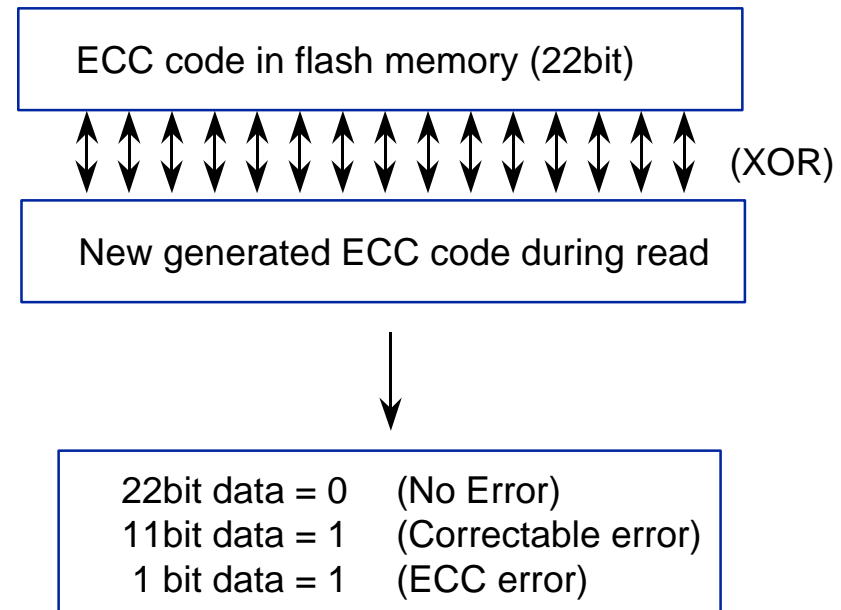 ECC code in flash memory (22bit)
(XOR)
New generated ECC code during read
22bit data = 0 (No Error)
11bit data = 1 (Correctable error)
1 bit data = 1 (ECC error)